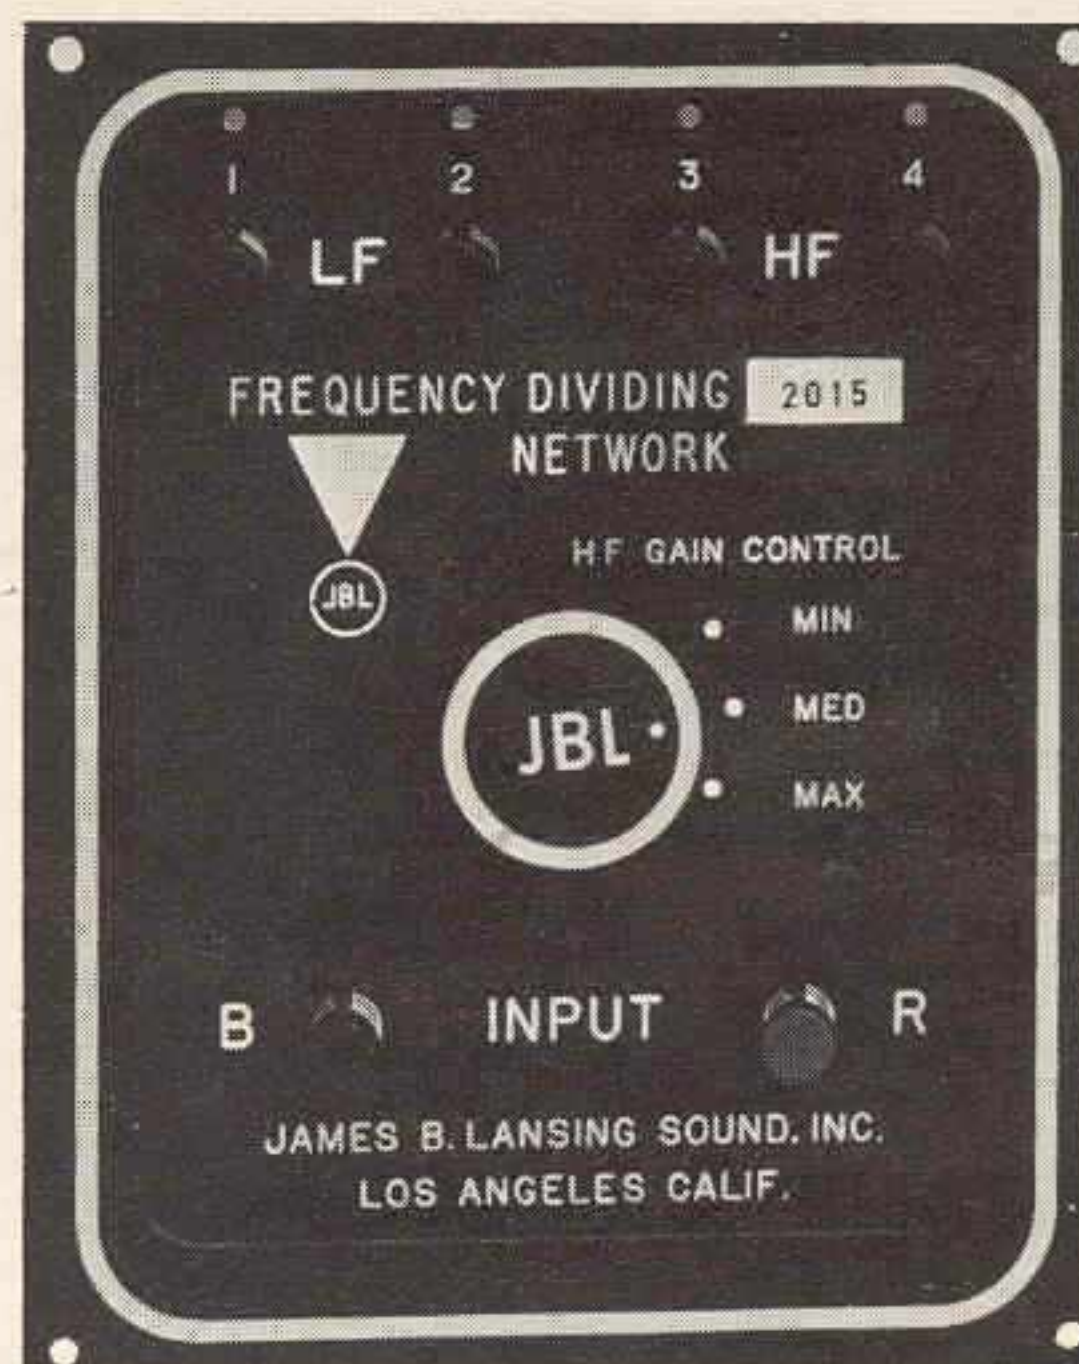 1 2 3 4
LF HF
FREQUENCY DIVIDING 2015
NETWORK
HF GAIN CONTROL
JBL MIN
JBL MED
MAX
B INPUT R
JAMES B. LANSING SOUND. INC.
LOS ANGELES CALIF.